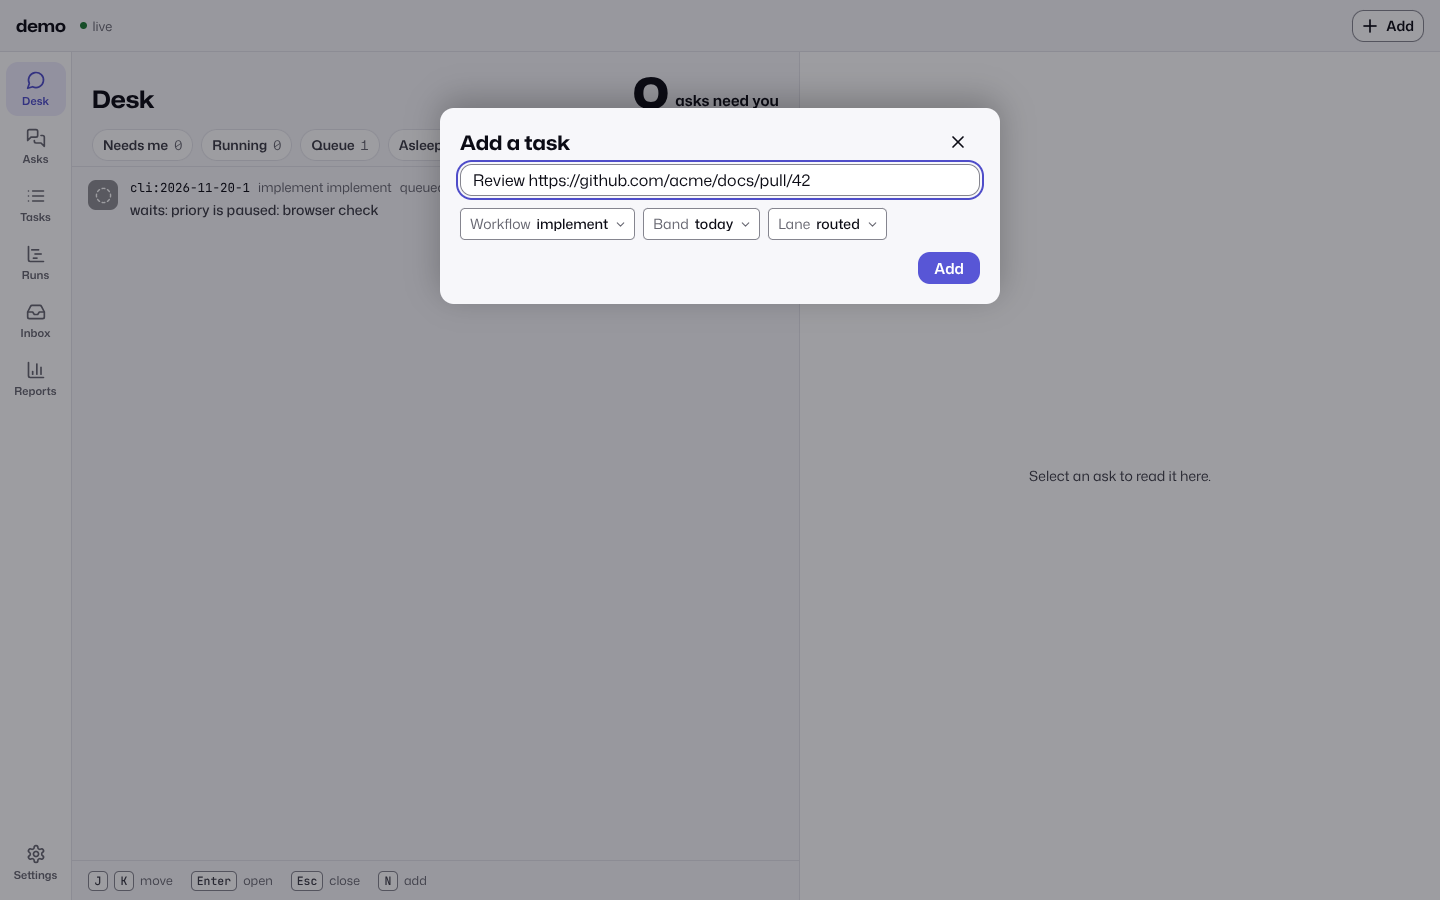 demo live
Add
Desk
Asks
Tasks
Runs
Inbox
Reports
Settings
Desk
0 asks need you
Needs me 0 Running 0 Queue 1 Asleep
cli:2026-11-20-1 implement implement queued
waits: priory is paused: browser check
Add a task
Review https://github.com/acme/docs/pull/42
Workflow implement Band today Lane routed
Add
Select an ask to read it here.
J K move Enter open Esc close N add